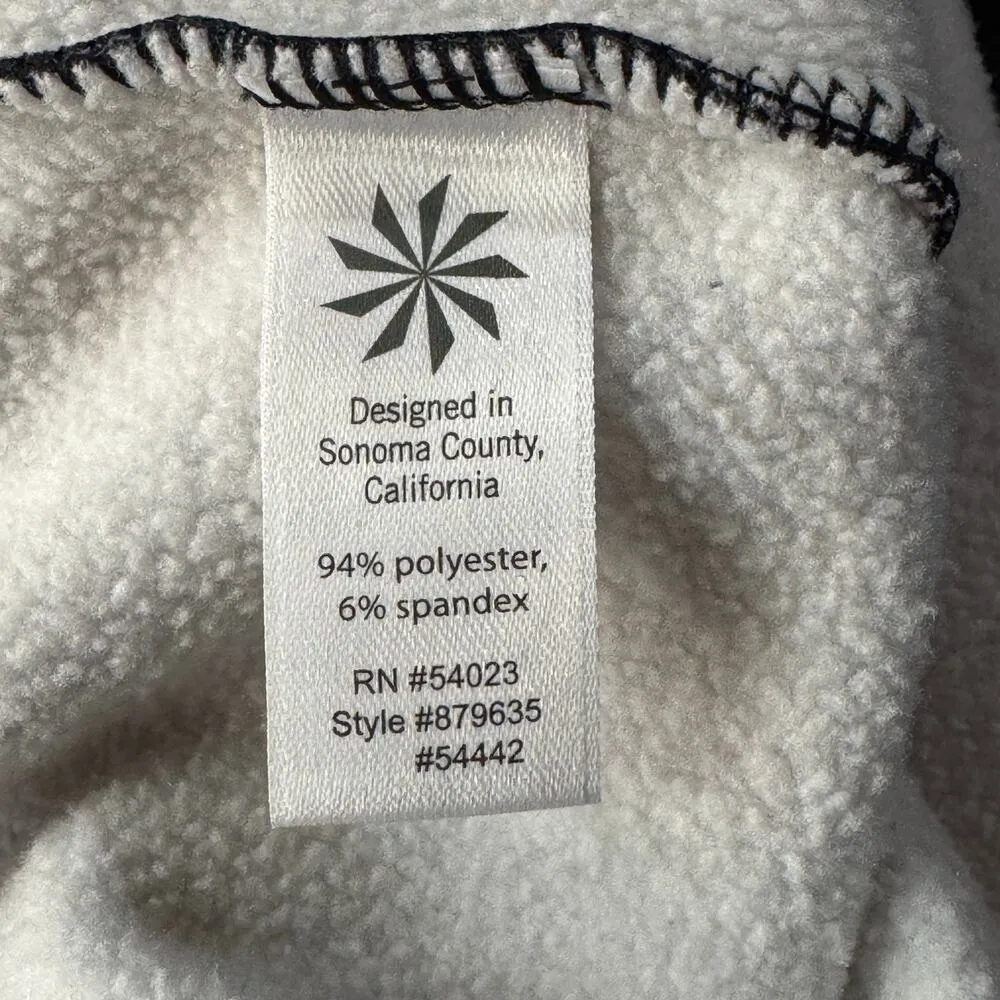 Designed in
Sonoma County,
California
94% polyester,
6% spandex
RN #54023
Style #879635
#54442